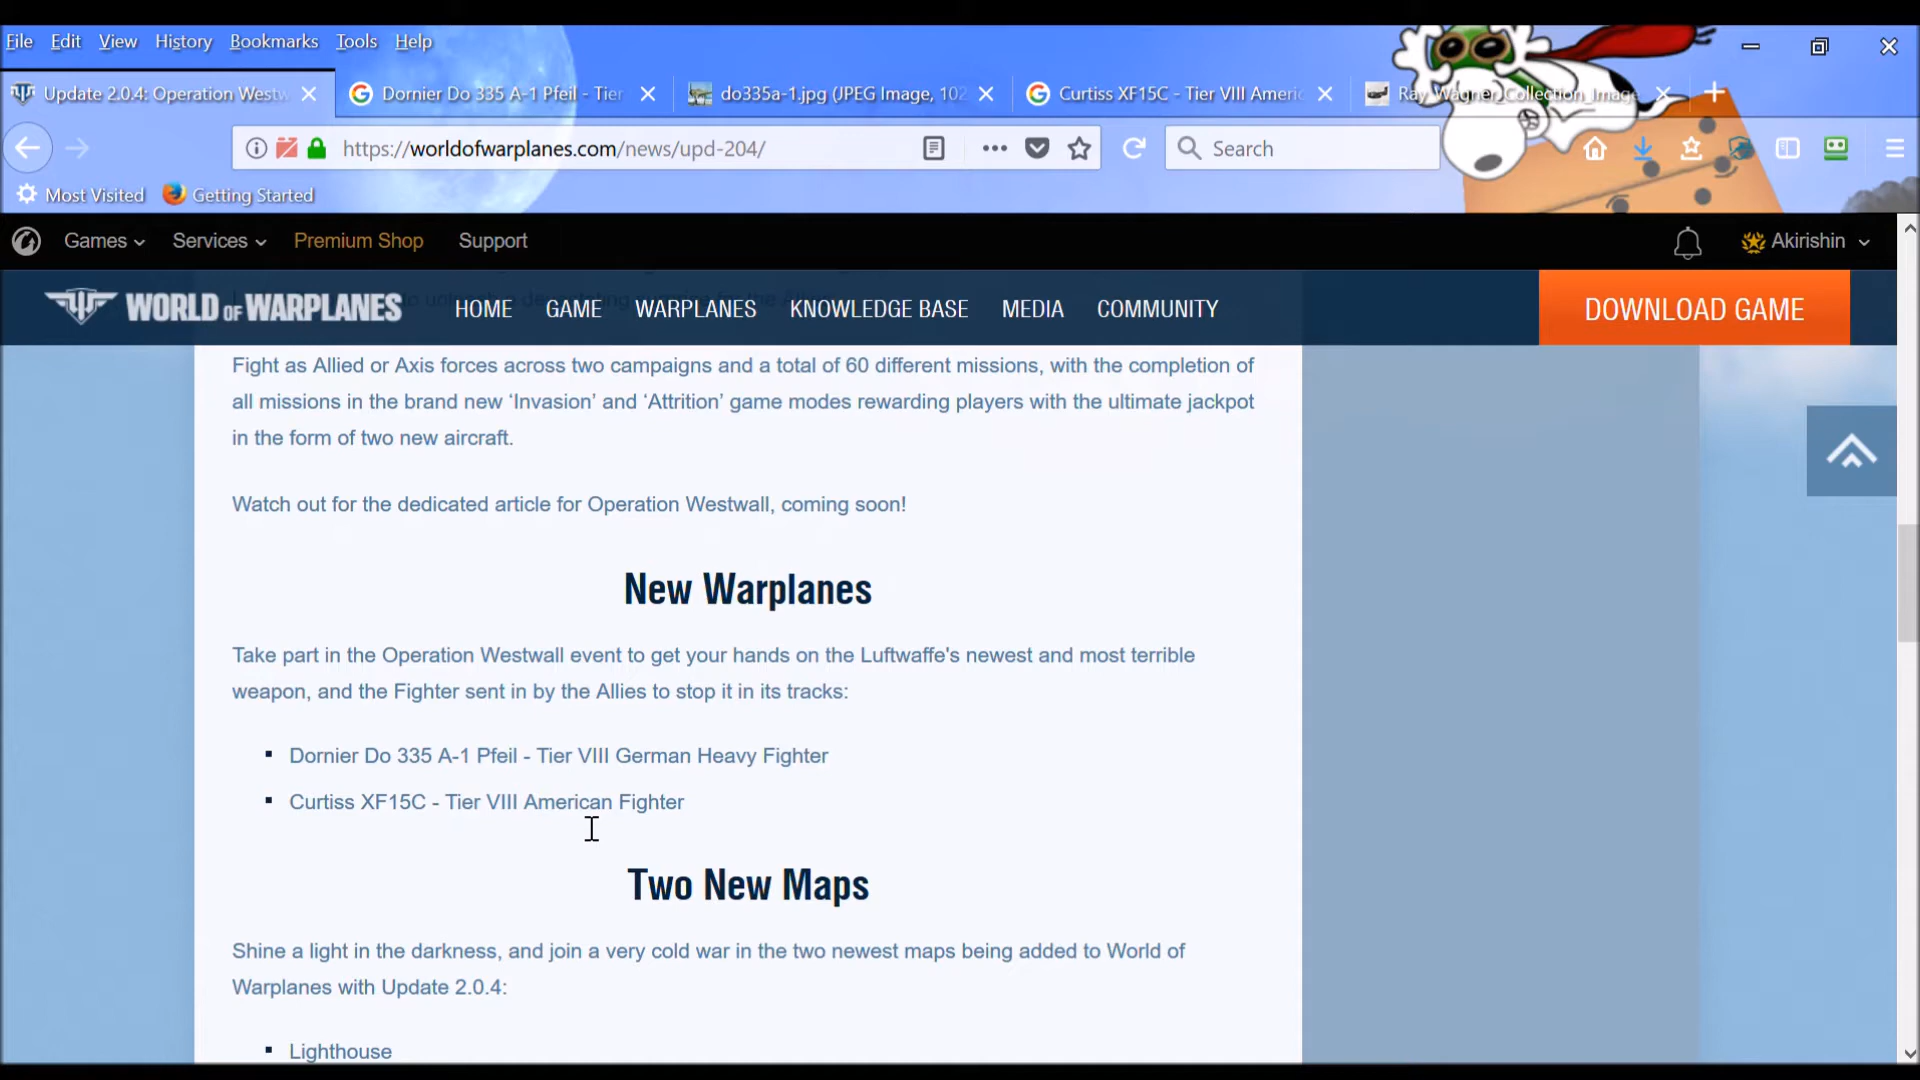 File Edit View History Bookmarks Tools Help
Update 2.0.4: Operation Westw Dornier Do 335 A-1 Pfeil - Tier do335a-1.jpg (JPEG Image, 102 Curtiss XF15C - Tier VIII Americ Ray_Wagner_Collection_Image
https://worldofwarplanes.com/news/upd-204/ Search
Most Visited Getting Started
Games Services Premium Shop Support Akirishin
WORLD OF WARPLANES HOME GAME WARPLANES KNOWLEDGE BASE MEDIA COMMUNITY DOWNLOAD GAME
Fight as Allied or Axis forces across two campaigns and a total of 60 different missions, with the completion of
all missions in the brand new ‘Invasion’ and ‘Attrition’ game modes rewarding players with the ultimate jackpot
in the form of two new aircraft.
Watch out for the dedicated article for Operation Westwall, coming soon!
New Warplanes
Take part in the Operation Westwall event to get your hands on the Luftwaffe's newest and most terrible
weapon, and the Fighter sent in by the Allies to stop it in its tracks:
▪ Dornier Do 335 A-1 Pfeil - Tier VIII German Heavy Fighter
▪ Curtiss XF15C - Tier VIII American Fighter
Two New Maps
Shine a light in the darkness, and join a very cold war in the two newest maps being added to World of
Warplanes with Update 2.0.4:
▪ Lighthouse